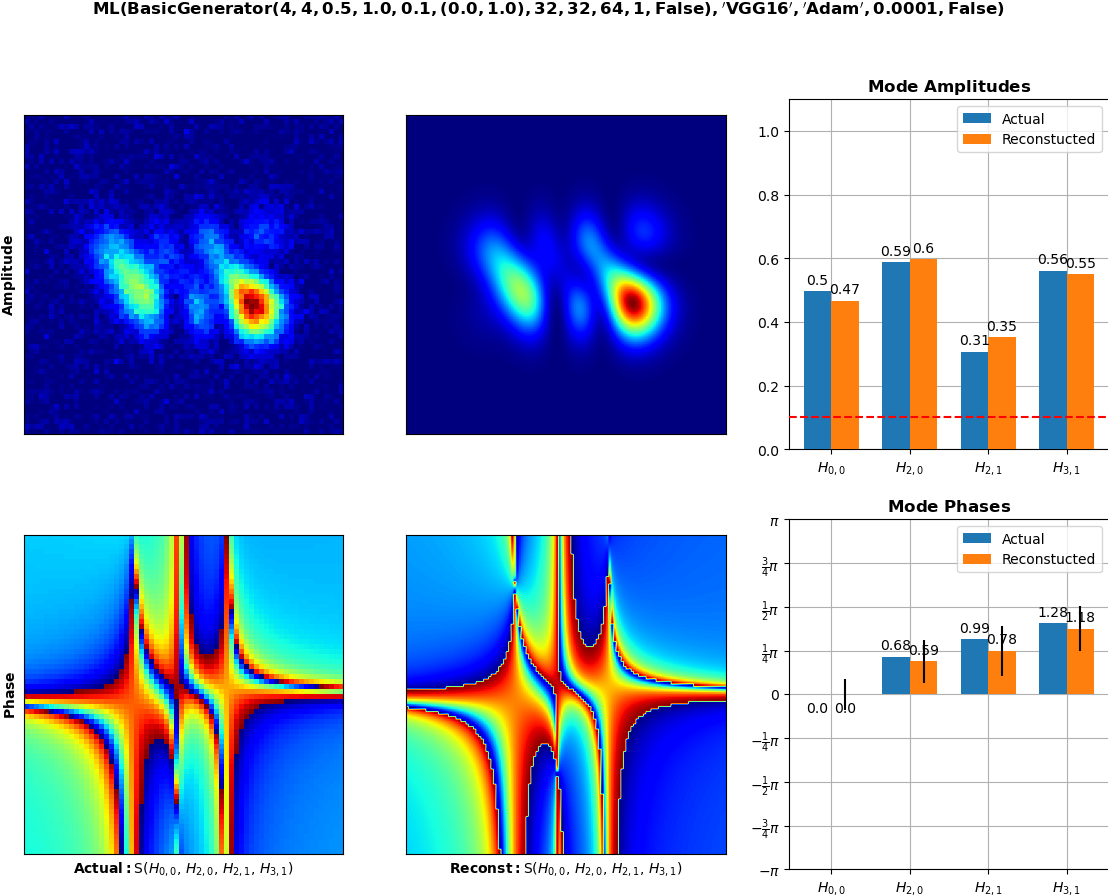 ML(BasicGenerator(4, 4, 0.5, 1.0, 0.1, (0.0, 1.0), 32, 32, 64, 1, False), ′VGG16′, ′Adam′, 0.0001, False)
Amplitude
Mode Amplitudes
Actual
Reconstucted
1.0
0.8
0.6
0.4
0.2
0.0
0.5 0.47 0.59 0.6 0.31 0.35 0.56 0.55
H0,0 H2,0 H2,1 H3,1
Phase
Actual: S(H0,0, H2,0, H2,1, H3,1)
Reconst: S(H0,0, H2,0, H2,1, H3,1)
Mode Phases
Actual
Reconstucted
π
3/4π
1/2π
1/4π
0
−1/4π
−1/2π
−3/4π
−π
0.0 0.0 0.68 0.59 0.99 0.78 1.28 1.18
H0,0 H2,0 H2,1 H3,1